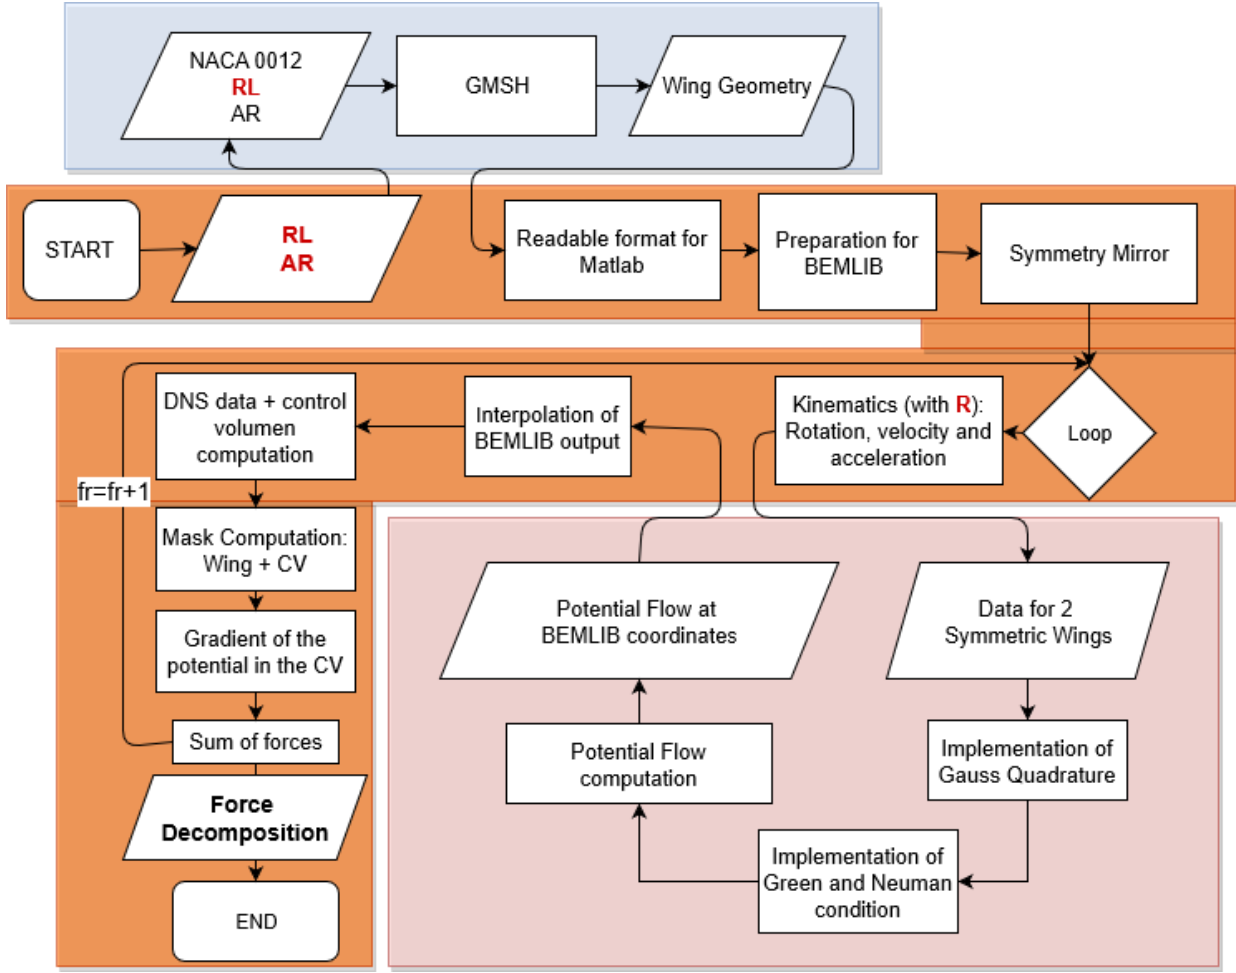 NACA 0012
RL
AR
GMSH
Wing Geometry
START
RL
AR
Readable format for
Matlab
Preparation for
BEMLIB
Symmetry Mirror
Loop
Kinematics (with R):
Rotation, velocity and
acceleration
Interpolation of
BEMLIB output
DNS data + control
volumen
computation
fr=fr+1
Mask Computation:
Wing + CV
Gradient of the
potential in the CV
Sum of forces
Force
Decomposition
END
Potential Flow at
BEMLIB coordinates
Data for 2
Symmetric Wings
Potential Flow
computation
Implementation of
Gauss Quadrature
Implementation of
Green and Neuman
condition